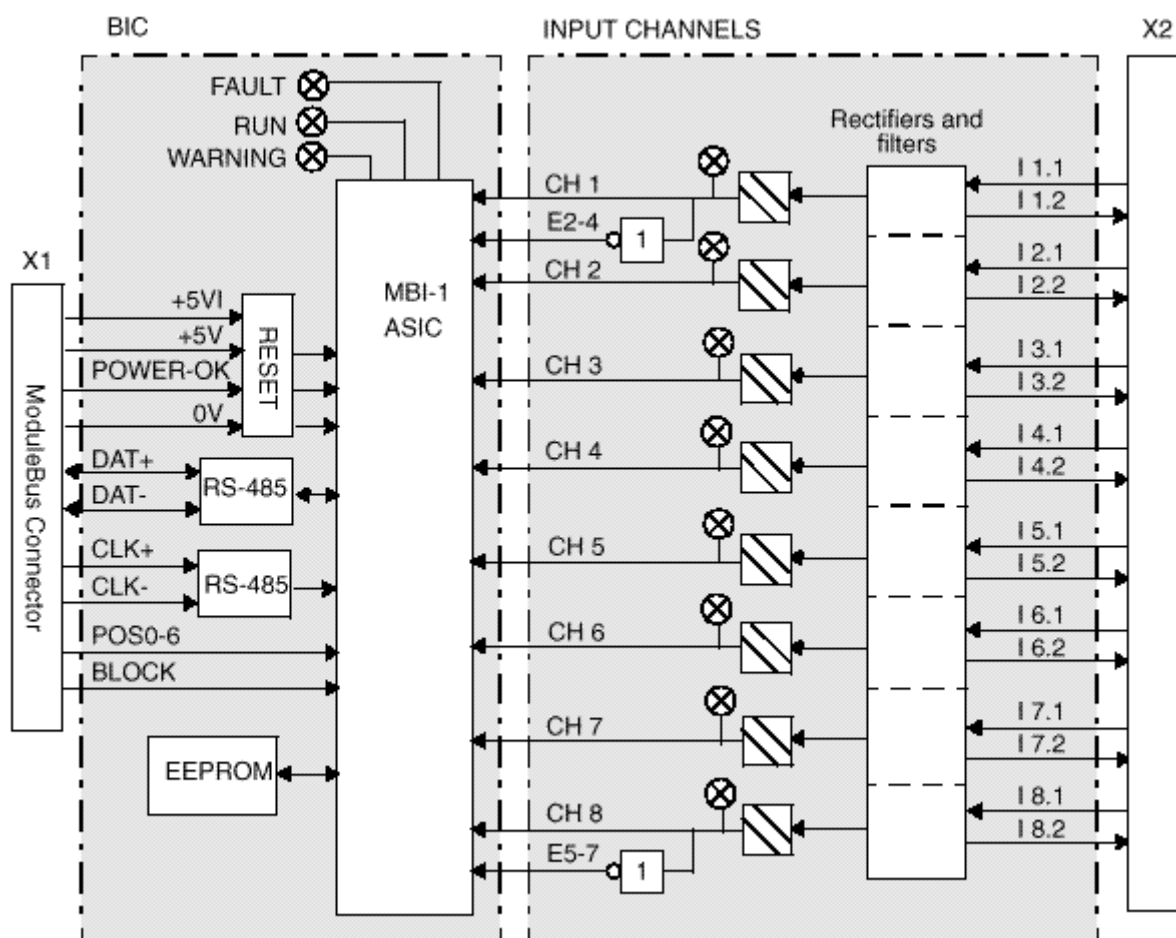 BIC
INPUT CHANNELS
X2
FAULT
RUN
WARNING
Rectifiers and
filters
CH 1
E2-4
1
CH 2
CH 3
CH 4
CH 5
CH 6
CH 7
CH 8
E5-7
1
I 1.1
I 1.2
I 2.1
I 2.2
I 3.1
I 3.2
I 4.1
I 4.2
I 5.1
I 5.2
I 6.1
I 6.2
I 7.1
I 7.2
I 8.1
I 8.2
X1
ModuleBus Connector
+5VI
+5V
POWER-OK
0V
RESET
MBI-1
ASIC
DAT+
DAT-
RS-485
CLK+
CLK-
RS-485
POS0-6
BLOCK
EEPROM